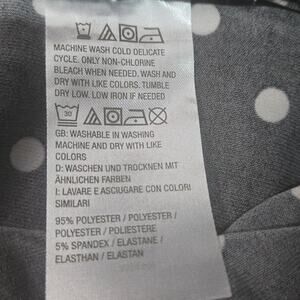 MACHINE WASH COLD DELICATE
CYCLE. ONLY NON-CHLORINE
BLEACH WHEN NEEDED. WASH AND
DRY WITH LIKE COLORS. TUMBLE
DRY LOW. LOW IRON IF NEEDED
30
GB: WASHABLE IN WASHING
MACHINE AND DRY WITH LIKE
COLORS
D: WASCHEN UND TROCKNEN MIT
ÄHNLICHEN FARBEN
I: LAVARE E ASCIUGARE CON COLORI
SIMILARI
95% POLYESTER / POLYESTER /
POLYESTER / POLIESTERE
5% SPANDEX / ELASTANE /
ELASTHAN / ELASTAN